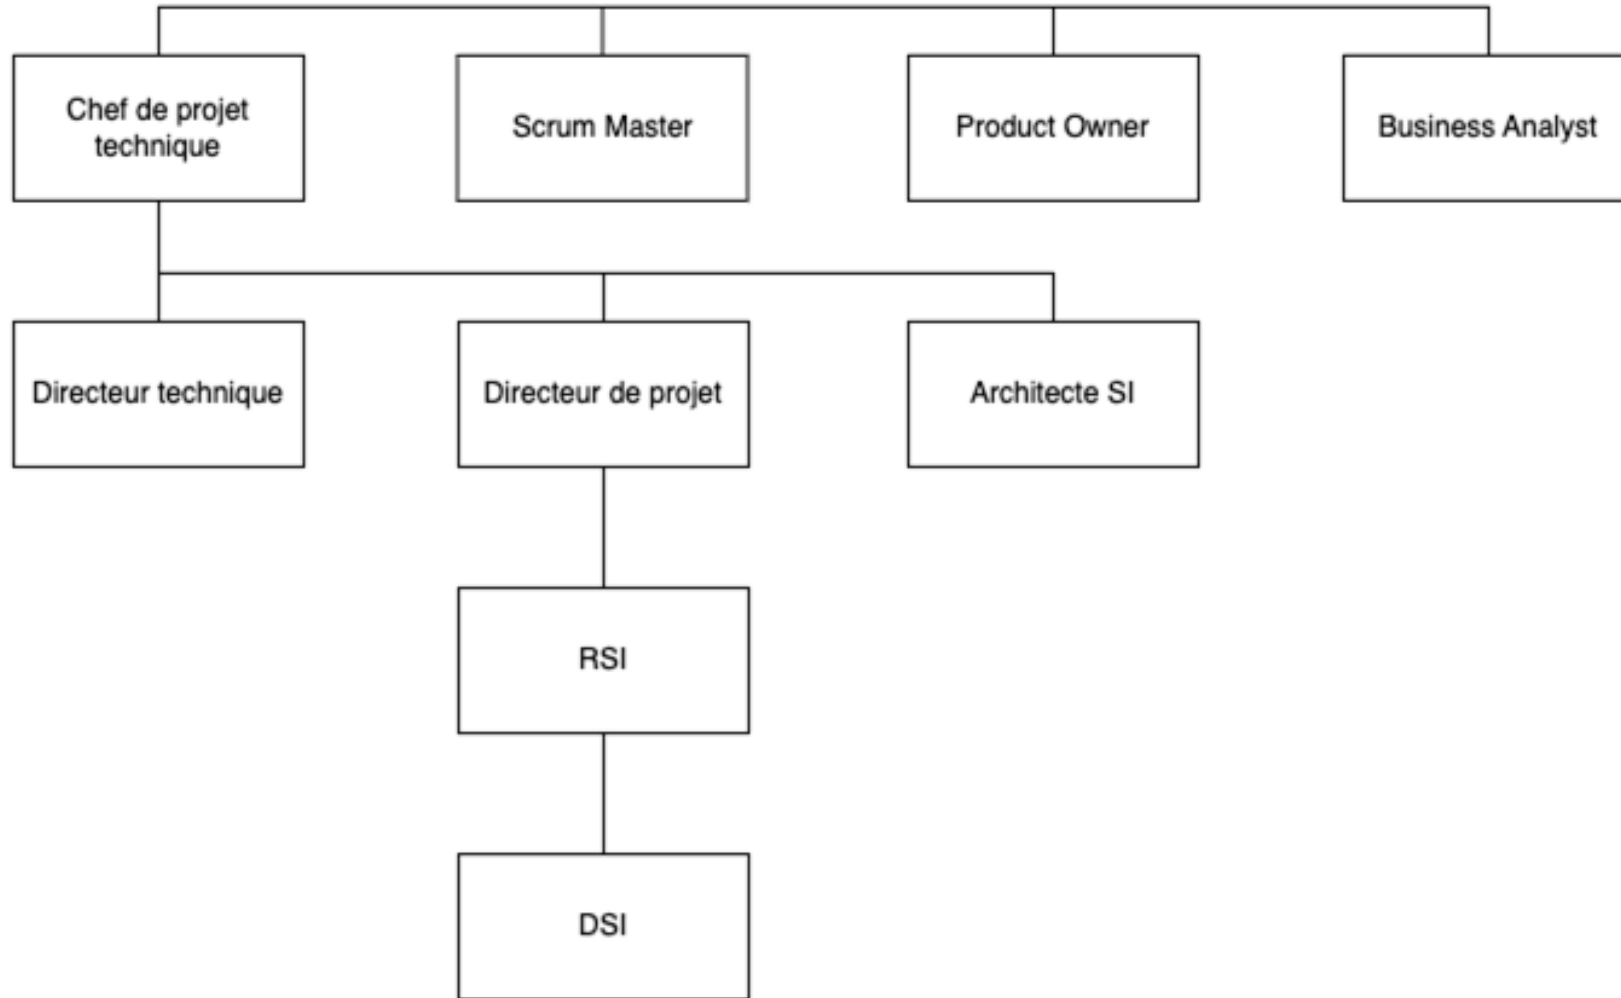 Chef de projet
technique
Scrum Master
Product Owner
Business Analyst
Directeur technique
Directeur de projet
Architecte SI
RSI
DSI